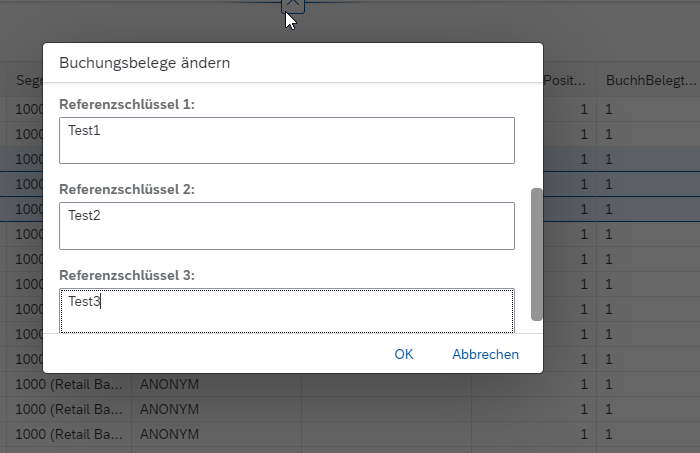 Buchungsbelege ändern
Segr Posit... BuchhBelegt...
Referenzschlüssel 1:
Test1
Referenzschlüssel 2:
Test2
Referenzschlüssel 3:
Test3
OK Abbrechen
1000 1 1
1000 1 1
1000 1 1
1000 1 1
1000 1 1
1000 1 1
1000 1 1
1000 1 1
1000 1 1
1000 1 1
1000 1 1
1000 (Retail Ba... ANONYM 1 1
1000 (Retail Ba... ANONYM 1 1
1000 (Retail Ba... ANONYM 1 1